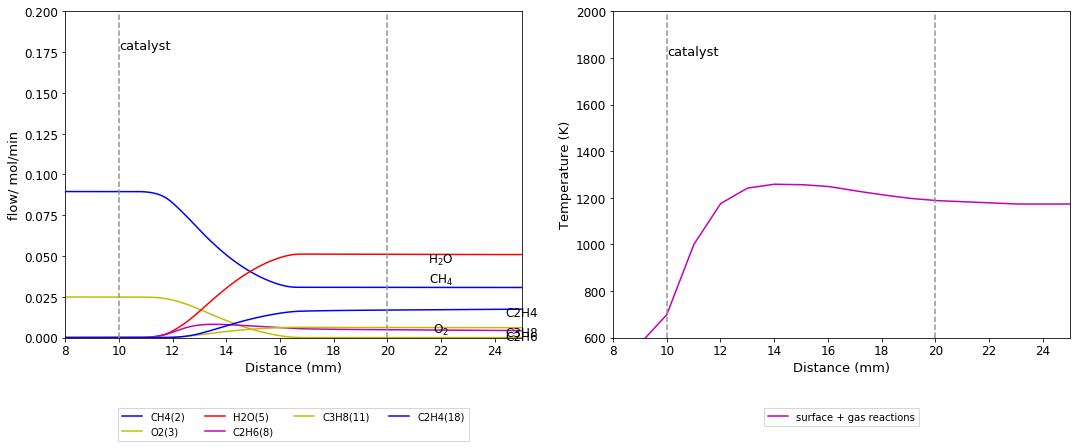 0.200
0.175
0.150
0.125
0.100
0.075
0.050
0.025
0.000
flow/ mol/min
catalyst
H₂O
CH₄
O₂
C2H4
C3H8
C2H6
8 10 12 14 16 18 20 22 24
Distance (mm)
CH4(2) H2O(5) C3H8(11) C2H4(18)
O2(3) C2H6(8)
2000
1800
1600
1400
1200
1000
800
600
Temperature (K)
catalyst
8 10 12 14 16 18 20 22 24
Distance (mm)
surface + gas reactions